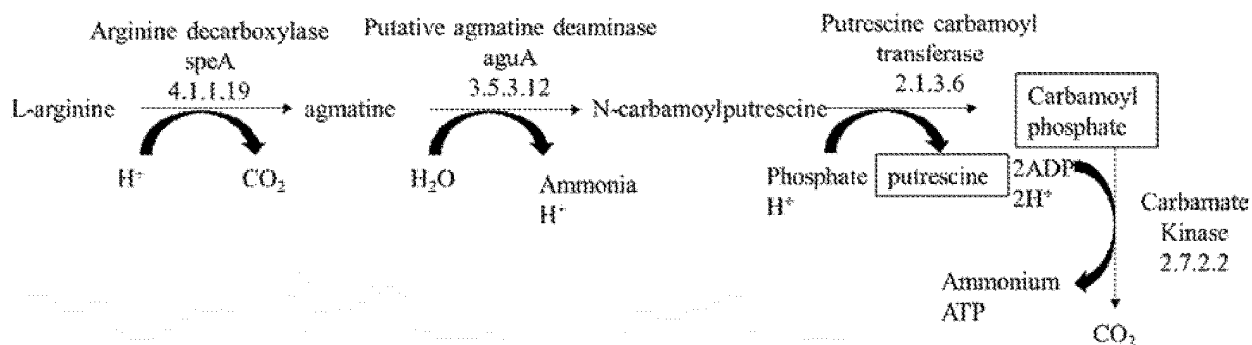 Arginine decarboxylase
speA
4.1.1.19
Putative agmatine deaminase
aguA
3.5.3.12
Putrescine carbamoyl
transferase
2.1.3.6
L-arginine
agmatine
N-carbamoylputrescine
Carbamoyl
phosphate
H⁺
CO₂
H₂O
Ammonia
H⁺
Phosphate
H⁺
putrescine
2ADP
2H⁺
Carbamate
Kinase
2.7.2.2
Ammonium
ATP
CO₂